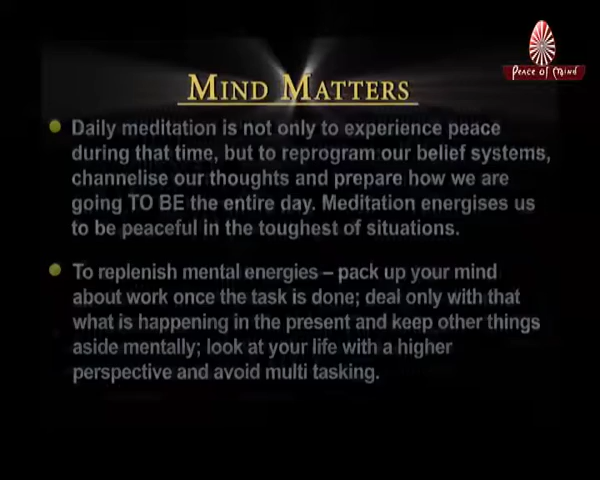 Peace of Mind
MIND MATTERS
Daily meditation is not only to experience peace
during that time, but to reprogram our belief systems,
channelise our thoughts and prepare how we are
going TO BE the entire day. Meditation energises us
to be peaceful in the toughest of situations.
To replenish mental energies – pack up your mind
about work once the task is done; deal only with that
what is happening in the present and keep other things
aside mentally; look at your life with a higher
perspective and avoid multi tasking.